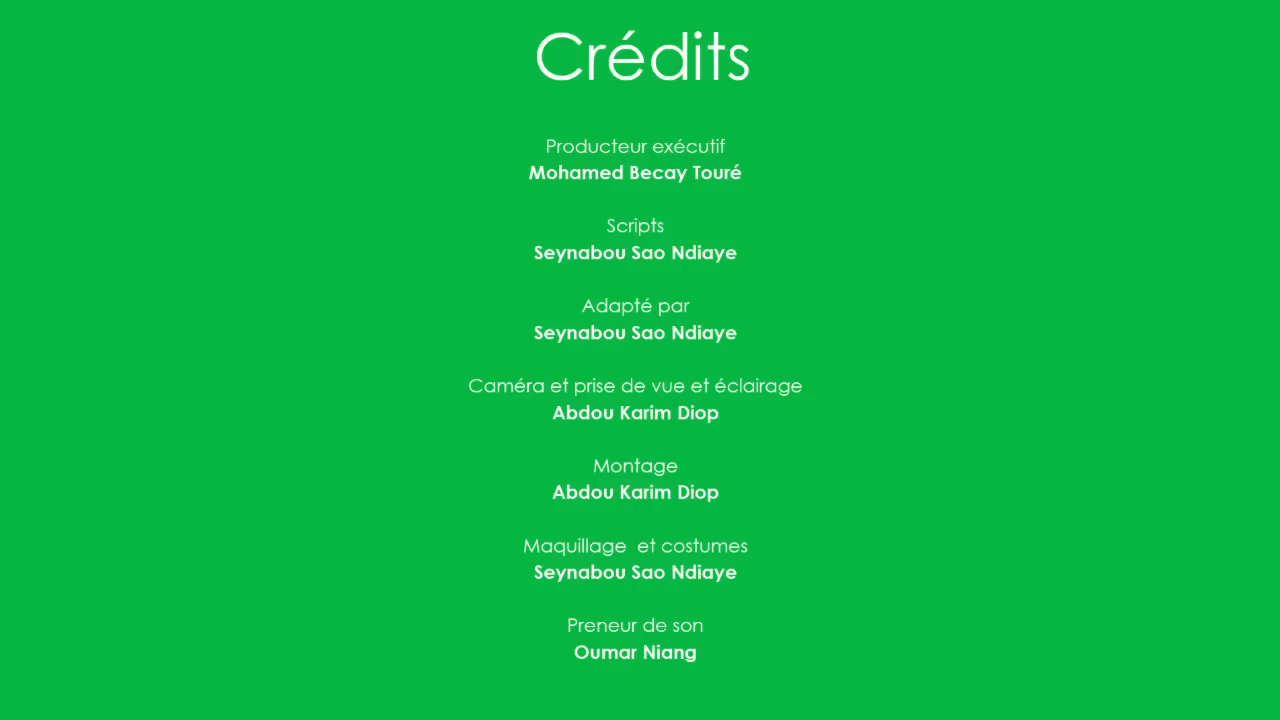 Crédits
Producteur exécutif
Mohamed Becay Touré
Scripts
Seynabou Sao Ndiaye
Adapté par
Seynabou Sao Ndiaye
Caméra et prise de vue et éclairage
Abdou Karim Diop
Montage
Abdou Karim Diop
Maquillage  et costumes
Seynabou Sao Ndiaye
Preneur de son
Oumar Niang